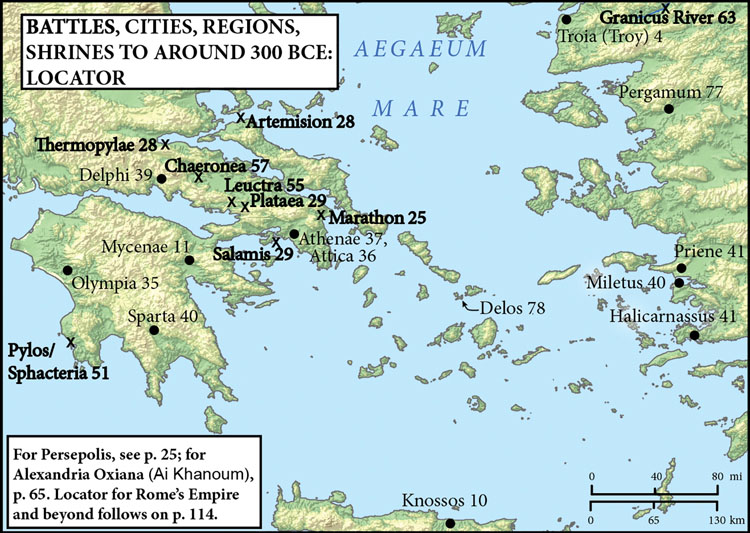 BATTLES, CITIES, REGIONS,
SHRINES TO AROUND 300 BCE:
LOCATOR
AEGAEUM
MARE
Granicus River 63
Troia (Troy) 4
Pergamum 77
Artemision 28
Thermopylae 28
Chaeronea 57
Delphi 39
Leuctra 55
Plataea 29
Marathon 25
Athenae 37,
Attica 36
Mycenae 11
Salamis 29
Olympia 35
Priene 41
Miletus 40
Delos 78
Halicarnassus 41
Sparta 40
Pylos/
Sphacteria 51
For Persepolis, see p. 25; for
Alexandria Oxiana (Ai Khanoum),
p. 65. Locator for Rome's Empire
and beyond follows on p. 114.
Knossos 10
0 40 80 mi
0 65 130 km